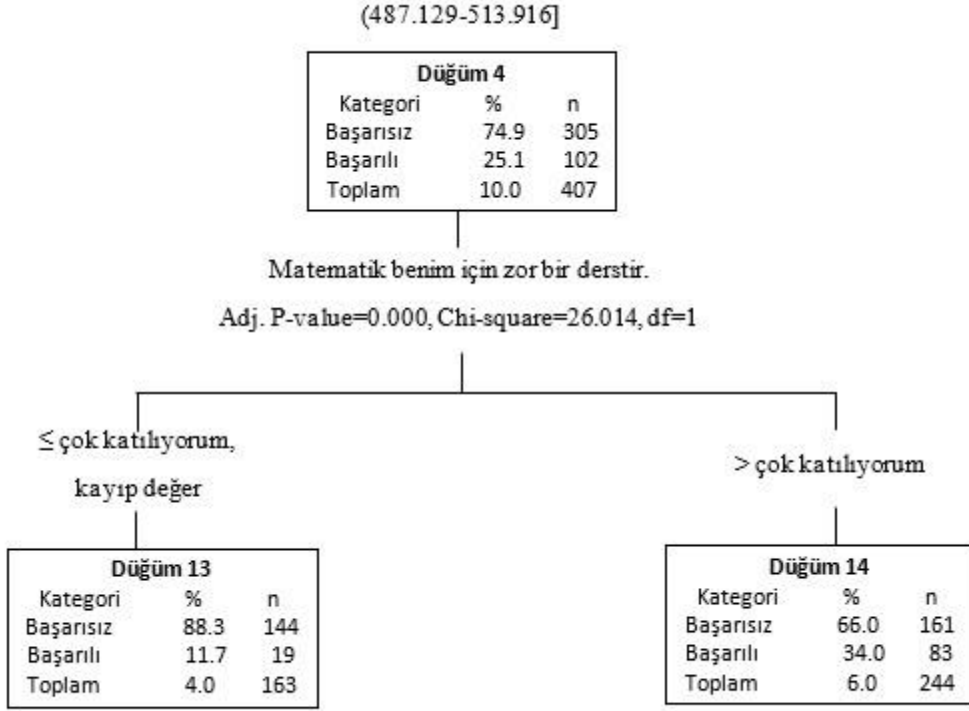 (487.129-513.916]
Düğüm 4
Kategori % n
Başarısız 74.9 305
Başarılı 25.1 102
Toplam 10.0 407
Matematik benim için zor bir derstir.
Adj. P-value=0.000, Chi-square=26.014, df=1
≤ çok katılıyorum,
kayıp değer
> çok katılıyorum
Düğüm 13
Kategori % n
Başarısız 88.3 144
Başarılı 11.7 19
Toplam 4.0 163
Düğüm 14
Kategori % n
Başarısız 66.0 161
Başarılı 34.0 83
Toplam 6.0 244